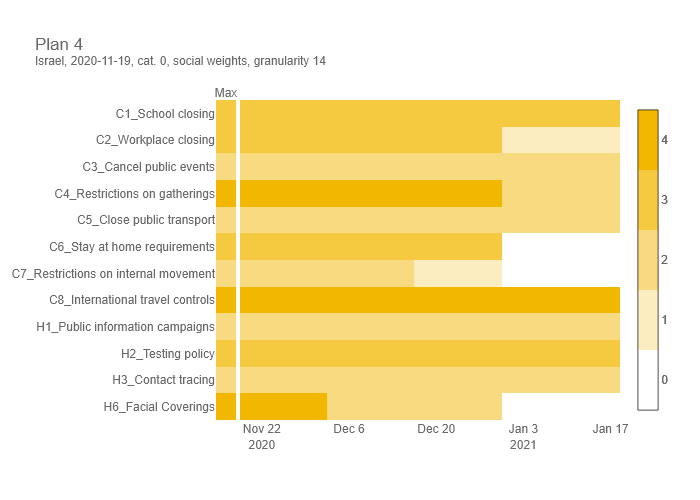 Plan 4
Israel, 2020-11-19, cat. 0, social weights, granularity 14
Max
C1_School closing
C2_Workplace closing
C3_Cancel public events
C4_Restrictions on gatherings
C5_Close public transport
C6_Stay at home requirements
C7_Restrictions on internal movement
C8_International travel controls
H1_Public information campaigns
H2_Testing policy
H3_Contact tracing
H6_Facial Coverings
Nov 22 Dec 6 Dec 20 Jan 3 Jan 17
2020 2021
4
3
2
1
0